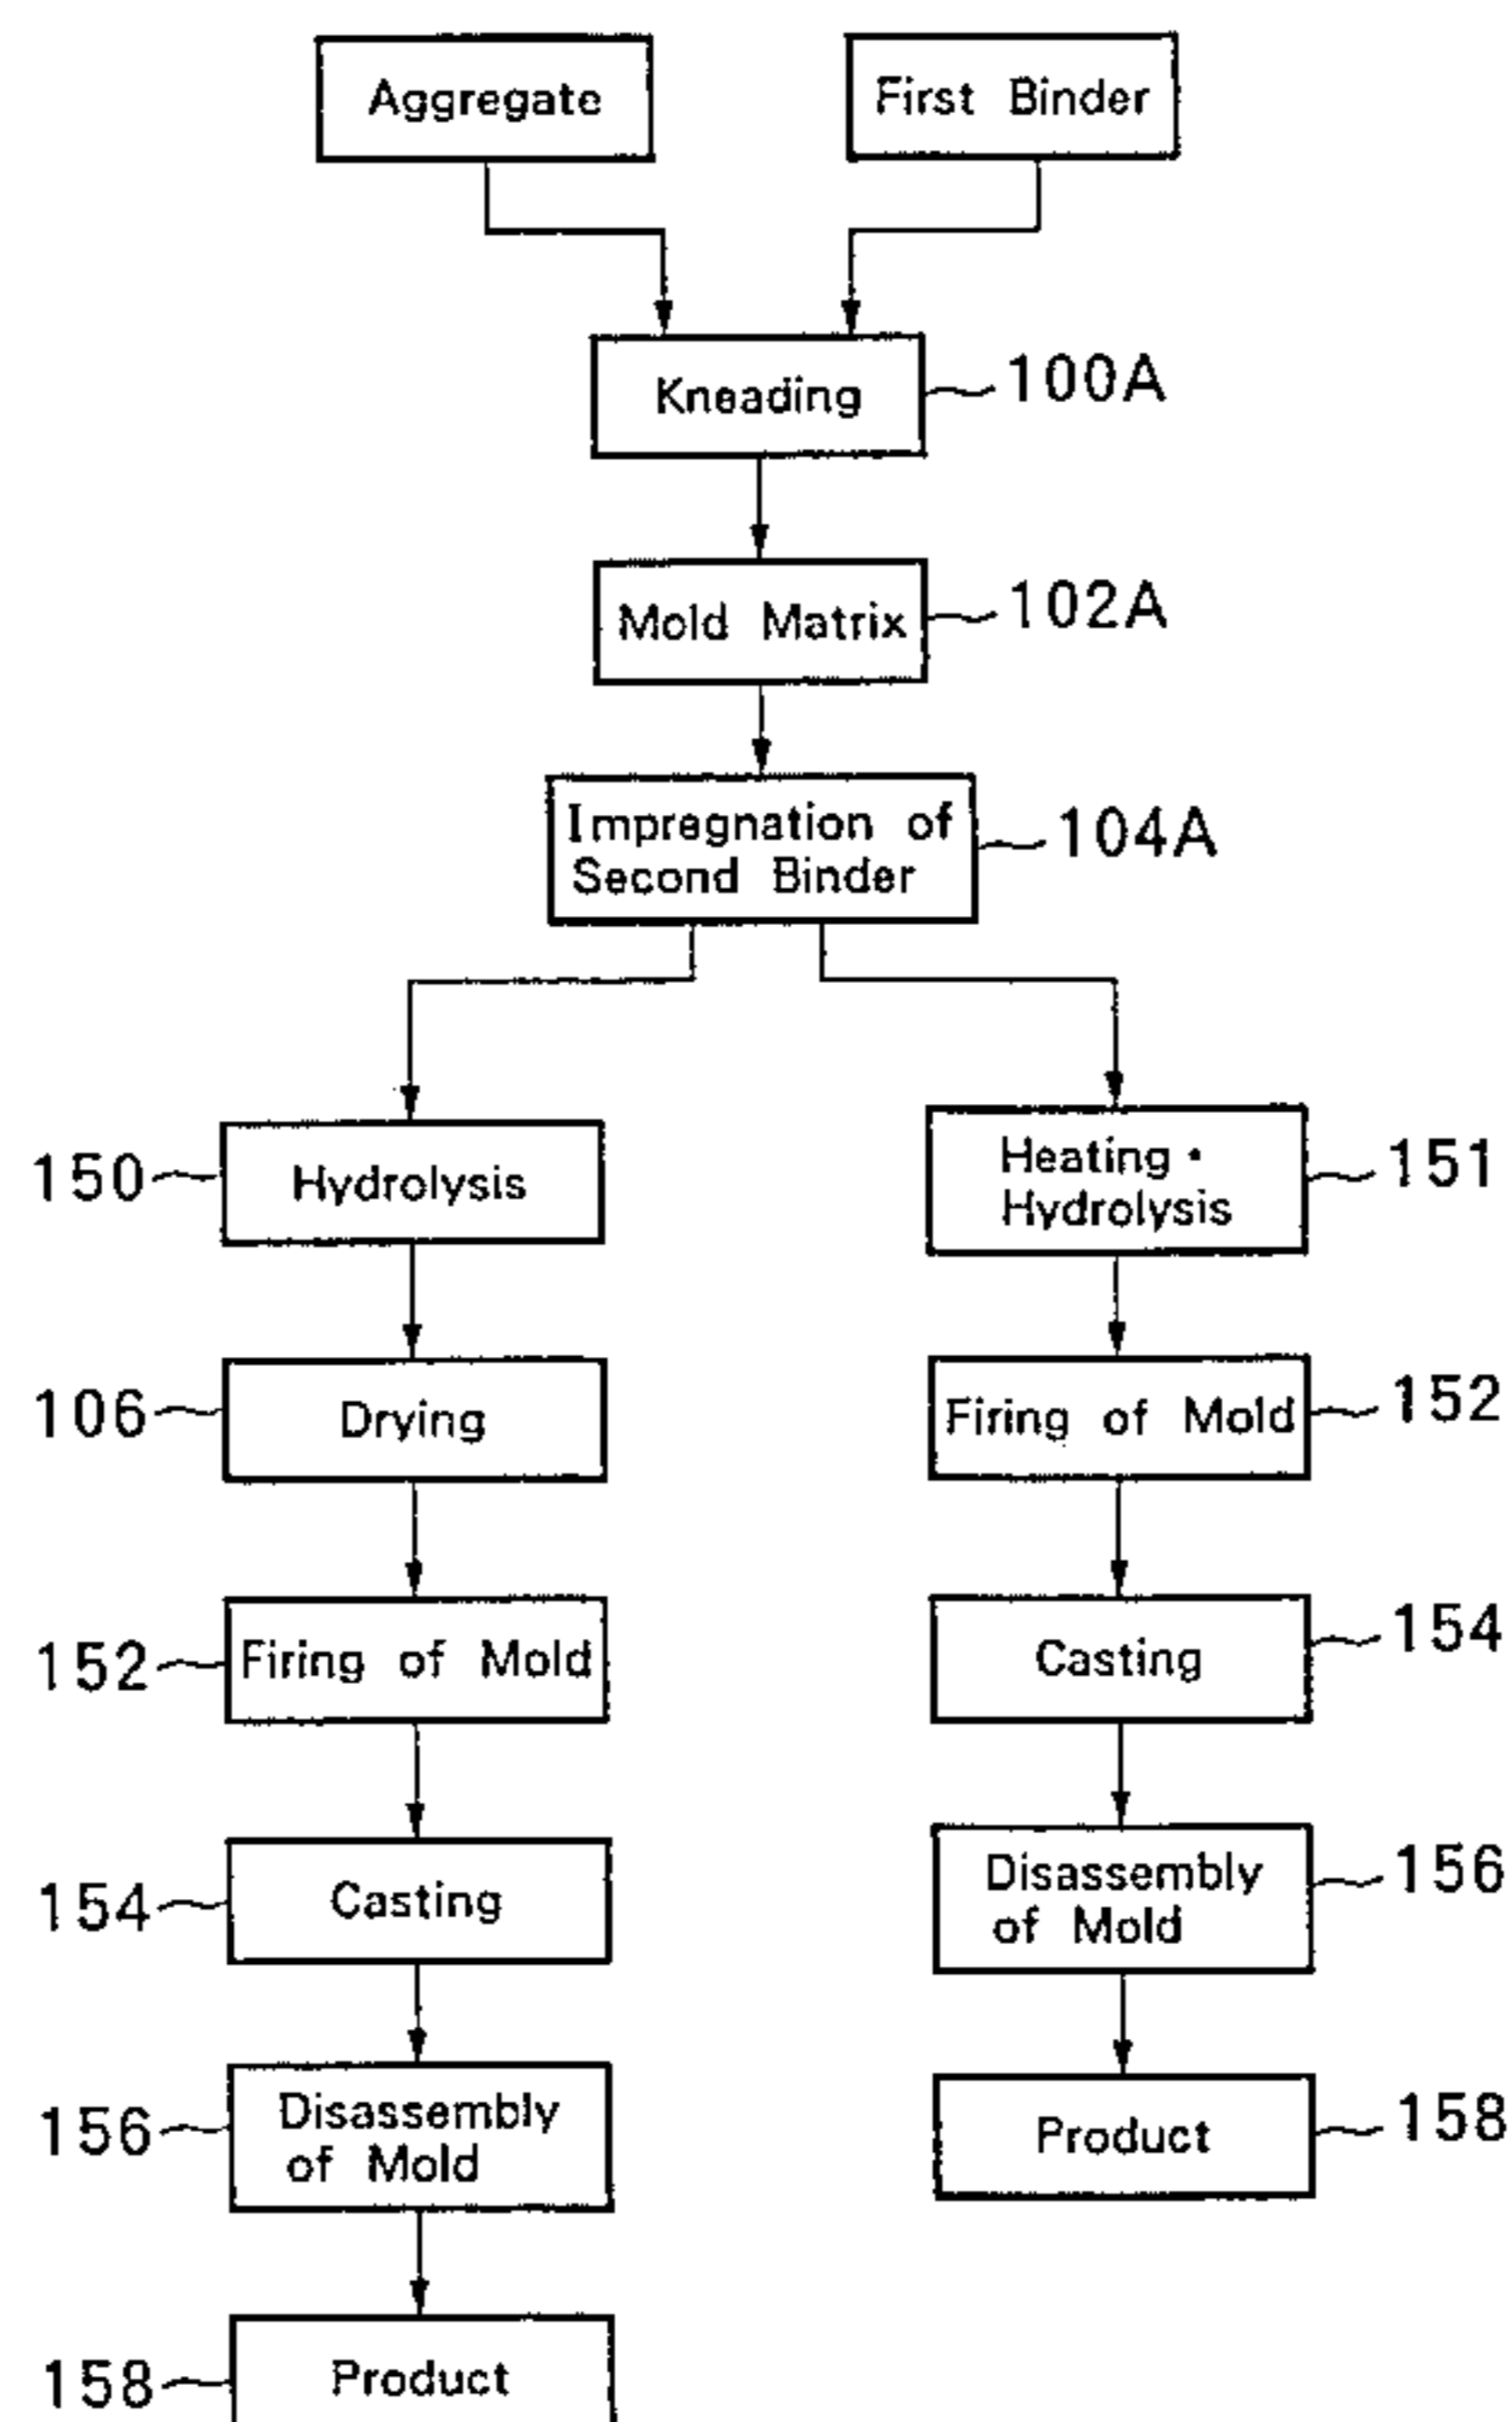 Aggregate
First Binder
Kneading
100A
Mold Matrix
102A
Impregnation of
Second Binder
104A
150
Hydrolysis
Heating・
Hydrolysis
151
106
Drying
Firing of Mold
152
152
Firing of Mold
Casting
154
154
Casting
Disassembly
of Mold
156
156
Disassembly
of Mold
Product
158
158
Product